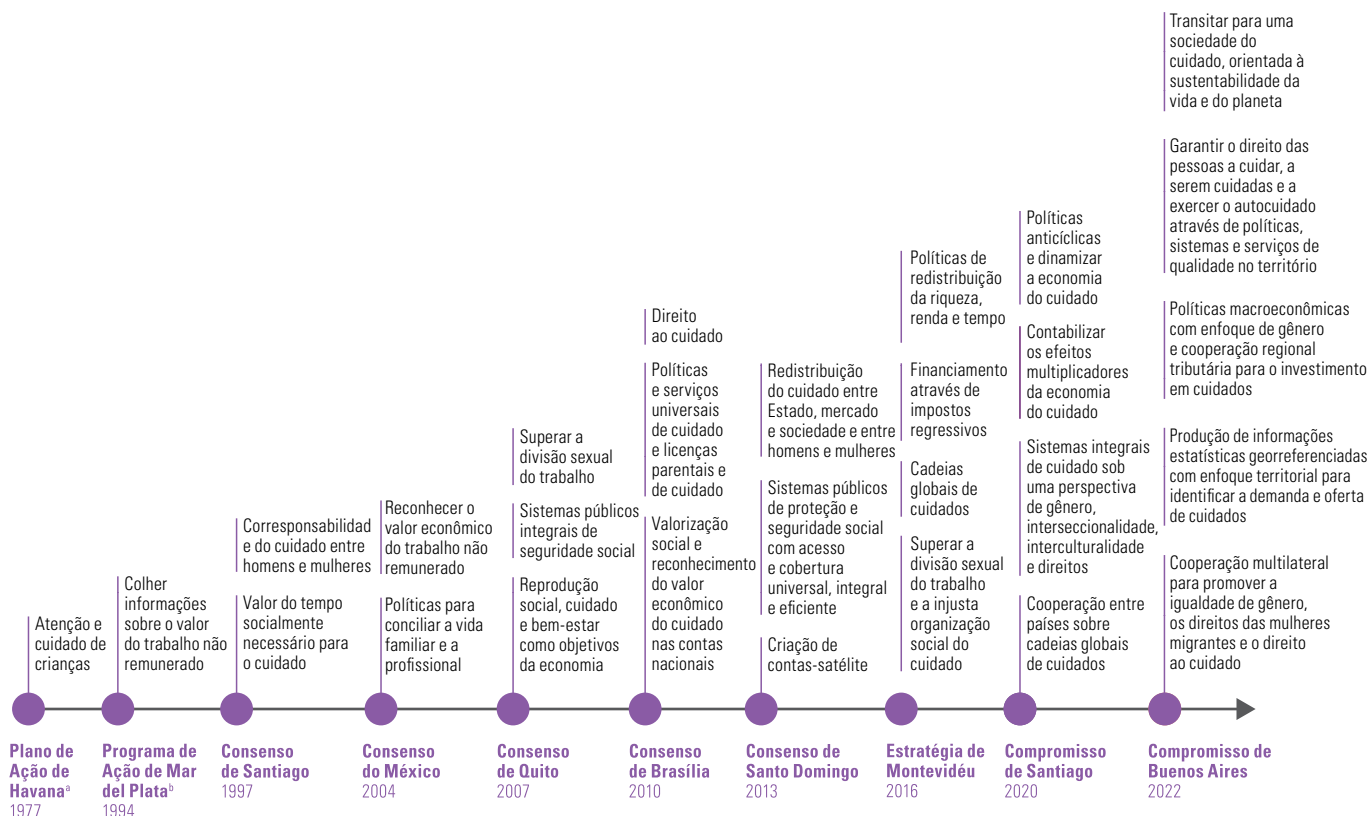 Atenção e
cuidado de
crianças
Plano de
Ação de
Havanaª
1977
Colher
informações
sobre o valor
do trabalho não
remunerado
Programa de
Ação de Mar
del Plataᵇ
1994
Corresponsabilidad
e do cuidado entre
homens e mulheres
Valor do tempo
socialmente
necessário para
o cuidado
Consenso
de Santiago
1997
Reconhecer o
valor econômico
do trabalho não
remunerado
Políticas para
conciliar a vida
familiar e a
profissional
Consenso
do México
2004
Superar a
divisão sexual
do trabalho
Sistemas públicos
integrais de
seguridade social
Reprodução
social, cuidado
e bem-estar
como objetivos
da economia
Consenso
de Quito
2007
Direito
ao cuidado
Políticas
e serviços
universais
de cuidado
e licenças
parentais e
de cuidado
Valorização
social e
reconhecimento
do valor
econômico
do cuidado
nas contas
nacionais
Consenso
de Brasília
2010
Redistribuição
do cuidado entre
Estado, mercado
e sociedade e entre
homens e mulheres
Sistemas públicos
de proteção e
seguridade social
com acesso
e cobertura
universal, integral
e eficiente
Criação de
contas-satélite
Consenso de
Santo Domingo
2013
Políticas de
redistribuição
da riqueza,
renda e tempo
Financiamento
através de
impostos
regressivos
Cadeias
globais de
cuidados
Superar a
divisão sexual
do trabalho
e a injusta
organização
social do
cuidado
Estratégia de
Montevidéu
2016
Políticas
anticíclicas
e dinamizar
a economia
do cuidado
Contabilizar
os efeitos
multiplicadores
da economia
do cuidado
Sistemas integrais
de cuidado sob
uma perspectiva
de gênero,
interseccionalidade,
interculturalidade
e direitos
Cooperação entre
países sobre
cadeias globais
de cuidados
Compromisso
de Santiago
2020
Transitar para uma
sociedade do
cuidado, orientada à
sustentabilidade da
vida e do planeta
Garantir o direito das
pessoas a cuidar, a
serem cuidadas e a
exercer o autocuidado
através de políticas,
sistemas e serviços de
qualidade no território
Políticas macroeconômicas
com enfoque de gênero
e cooperação regional
tributária para o investimento
em cuidados
Produção de informações
estatísticas georreferenciadas
com enfoque territorial para
identificar a demanda e oferta
de cuidados
Cooperação multilateral
para promover a
igualdade de gênero,
os direitos das mulheres
migrantes e o direito
ao cuidado
Compromisso de
Buenos Aires
2022